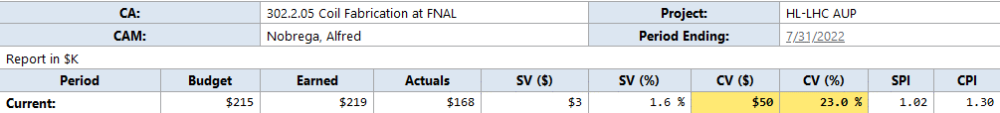 CA: 302.2.05 Coil Fabrication at FNAL Project: HL-LHC AUP
CAM: Nobrega, Alfred Period Ending: 7/31/2022
Report in $K
Period Budget Earned Actuals SV ($) SV (%) CV ($) CV (%) SPI CPI
Current: $215 $219 $168 $3 1.6 % $50 23.0 % 1.02 1.30